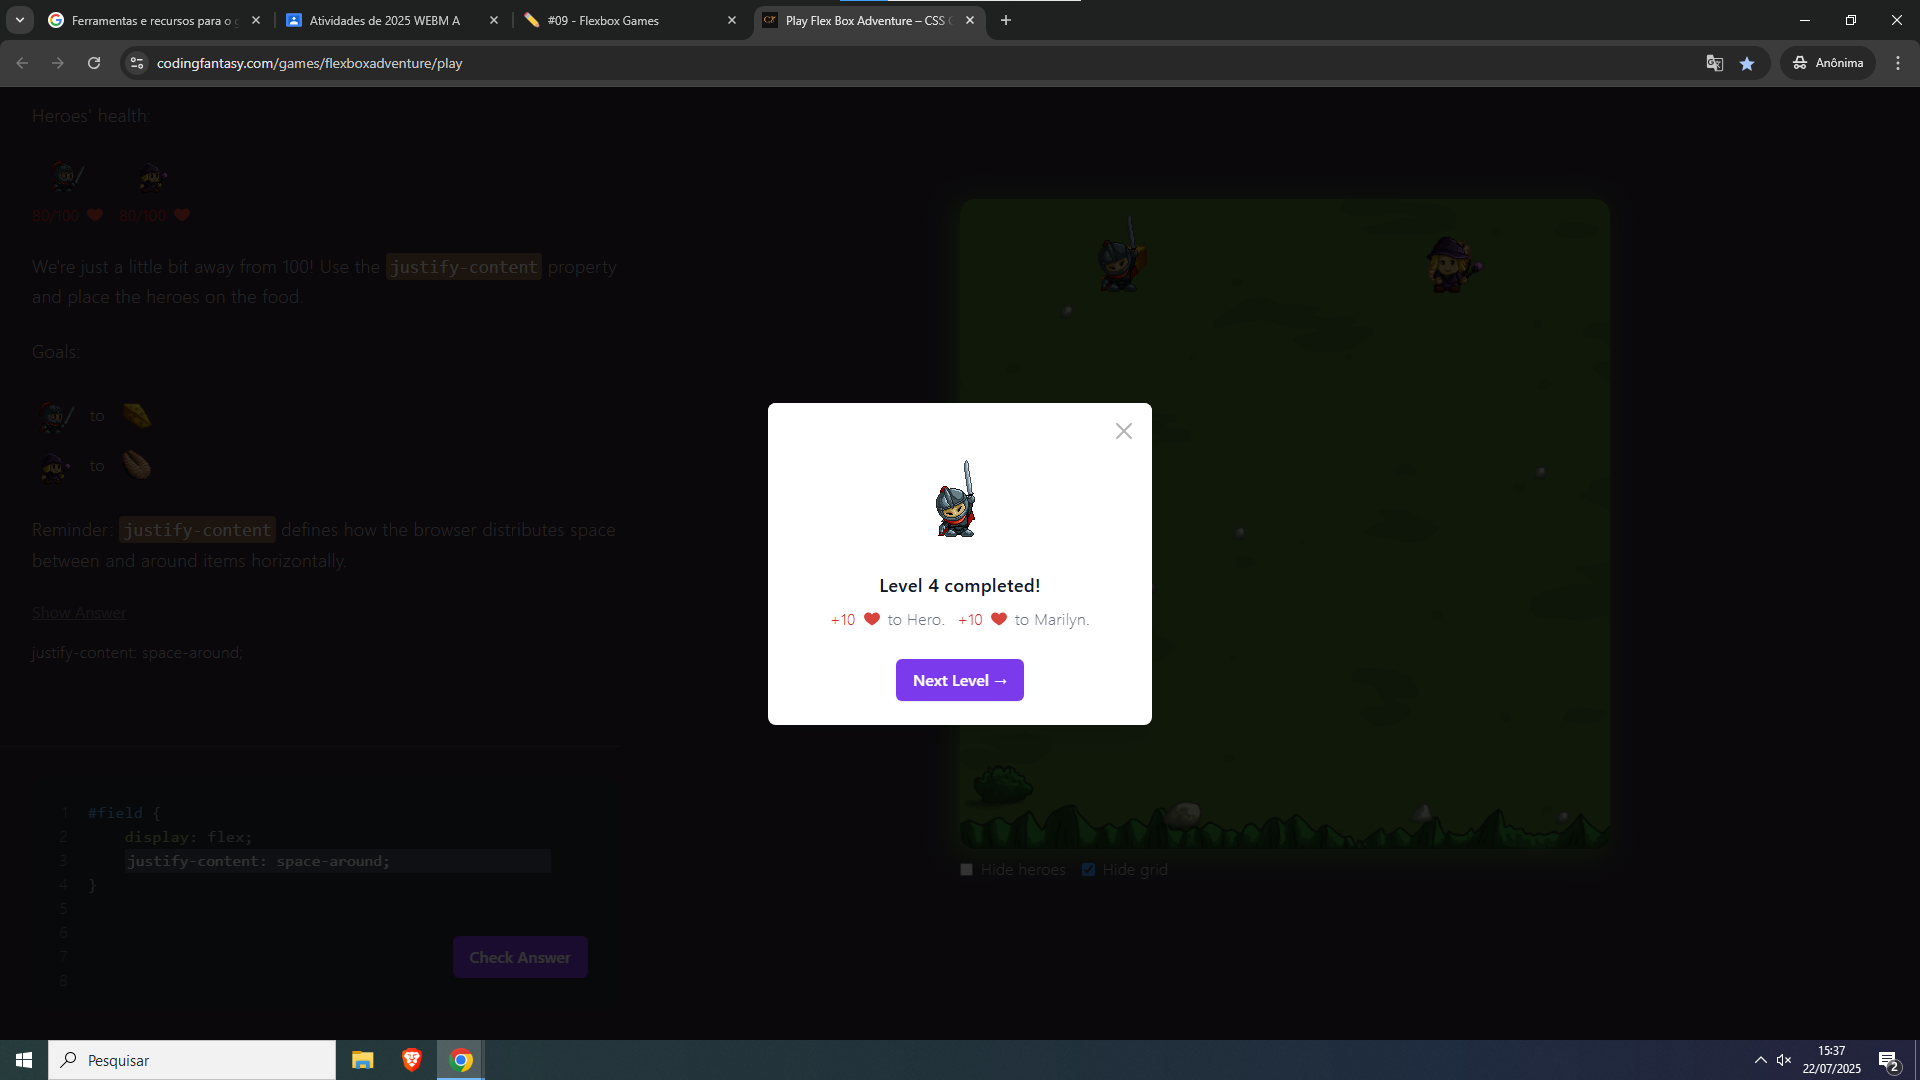 Ferramentas e recursos para o g
Atividades de 2025 WEBM A
#09 - Flexbox Games
Play Flex Box Adventure – CSS G
codingfantasy.com/games/flexboxadventure/play
Anônima
Heroes' health:
80/100 80/100
We're just a little bit away from 100! Use the justify-content property
and place the heroes on the food.
Goals:
to
to
Reminder: justify-content defines how the browser distributes space
between and around items horizontally.
Show Answer
justify-content: space-around;
1 #field {
2 display: flex;
3 justify-content: space-around;
4 }
5
6
7
8
Check Answer
Hide heroes Hide grid
Level 4 completed!
+10 to Hero. +10 to Marilyn.
Next Level →
Pesquisar
15:37
22/07/2025
2